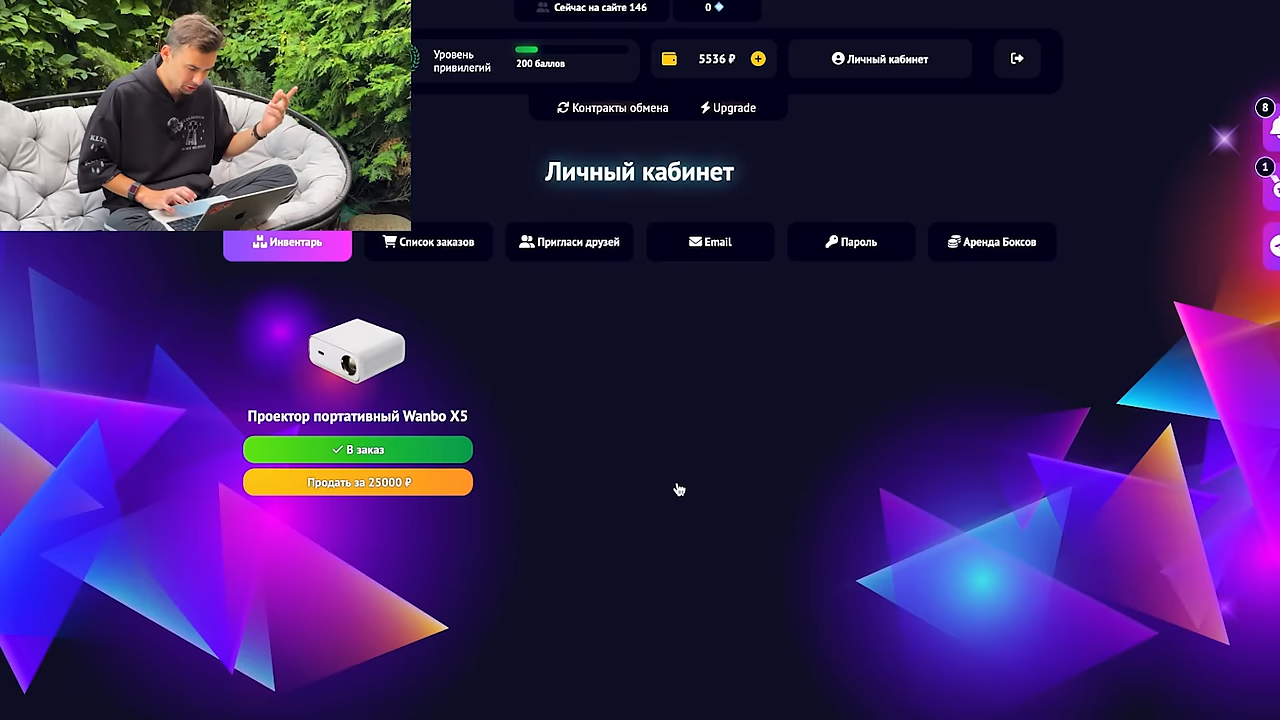 Сейчас на сайте 146
0
Уровень
привилегий
200 баллов
5536 ₽
Личный кабинет
Контракты обмена
Upgrade
8
1
Личный кабинет
Инвентарь
Список заказов
Пригласи друзей
Email
Пароль
Аренда Боксов
Проектор портативный Wanbo X5
В заказ
Продать за 25000 ₽